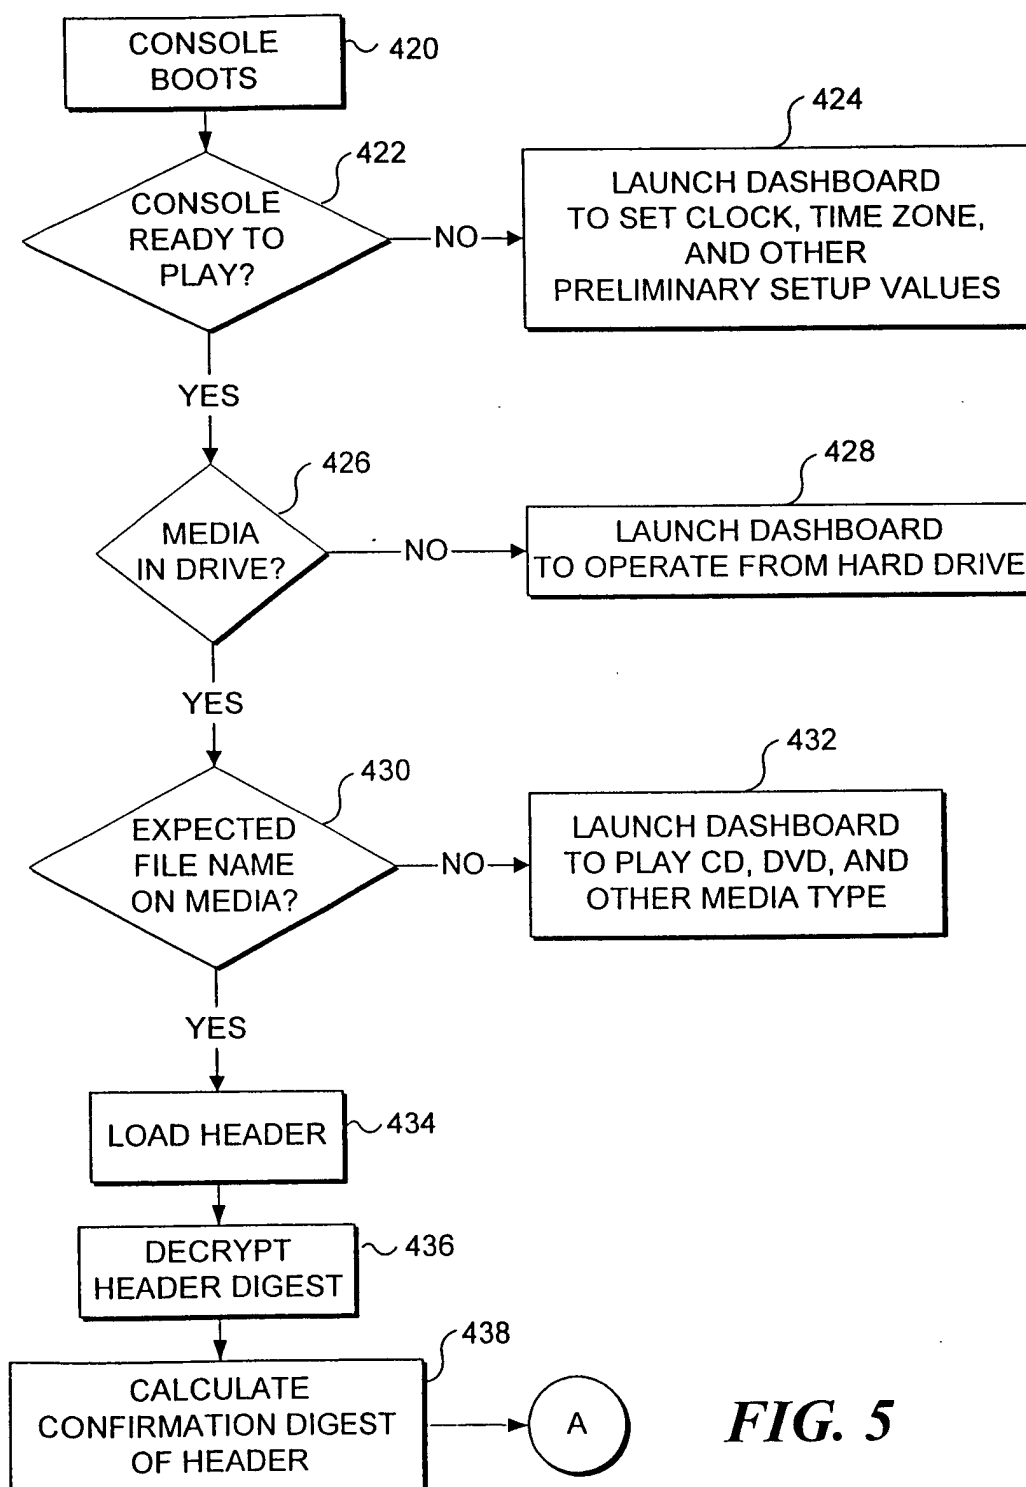 CONSOLE
BOOTS
420
422
CONSOLE
READY TO
PLAY?
NO
424
LAUNCH DASHBOARD
TO SET CLOCK, TIME ZONE,
AND OTHER
PRELIMINARY SETUP VALUES
YES
426
MEDIA
IN DRIVE?
NO
428
LAUNCH DASHBOARD
TO OPERATE FROM HARD DRIVE
YES
430
EXPECTED
FILE NAME
ON MEDIA?
NO
432
LAUNCH DASHBOARD
TO PLAY CD, DVD, AND
OTHER MEDIA TYPE
YES
LOAD HEADER
434
DECRYPT
HEADER DIGEST
436
438
CALCULATE
CONFIRMATION DIGEST
OF HEADER
A
FIG. 5